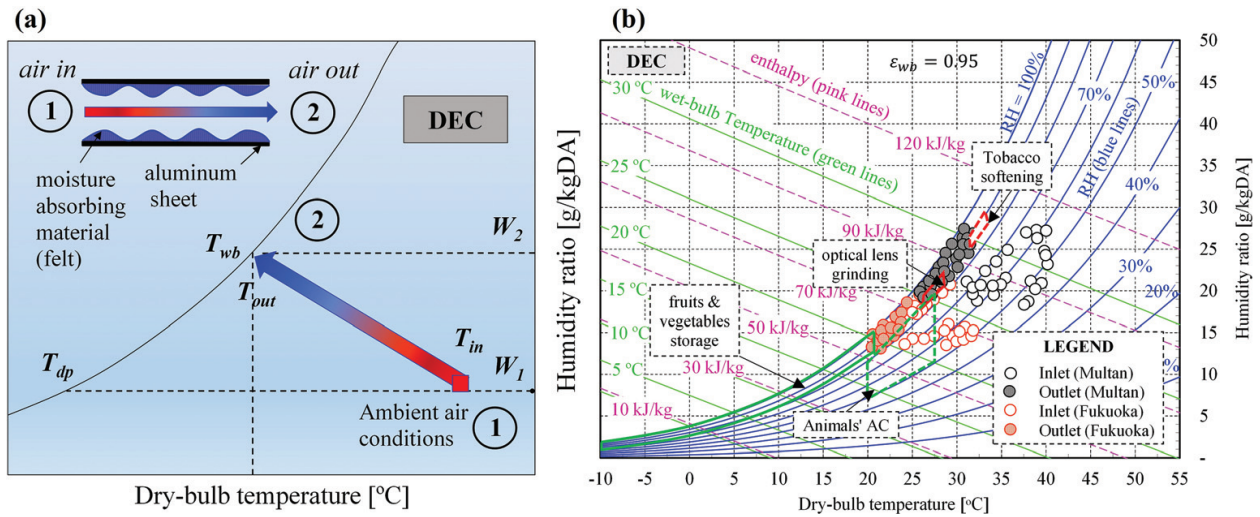 (a)
air in
air out
1
2
DEC
moisture
absorbing
material
(felt)
aluminum
sheet
2
T_wb
W_2
T_out
T_in
T_dp
W_1
Ambient air
conditions
1
Dry-bulb temperature [ºC]
(b)
DEC
ε_wb = 0.95
enthalpy (pink lines)
wet-bulb Temperature (green lines)
RH = 100%
RH (blue lines)
70%
50%
40%
30%
20%
30 ºC
25 ºC
20 ºC
15 ºC
10 ºC
5 ºC
120 kJ/kg
90 kJ/kg
70 kJ/kg
50 kJ/kg
30 kJ/kg
10 kJ/kg
Tobacco
softening
optical lens
grinding
fruits &
vegetables
storage
Animals' AC
LEGEND
Inlet (Multan)
Outlet (Multan)
Inlet (Fukuoka)
Outlet (Fukuoka)
Humidity ratio [g/kgDA]
50
45
40
35
30
25
20
15
10
5
-
Humidity ratio [g/kgDA]
-10 -5 0 5 10 15 20 25 30 35 40 45 50 55
Dry-bulb temperature [ºC]